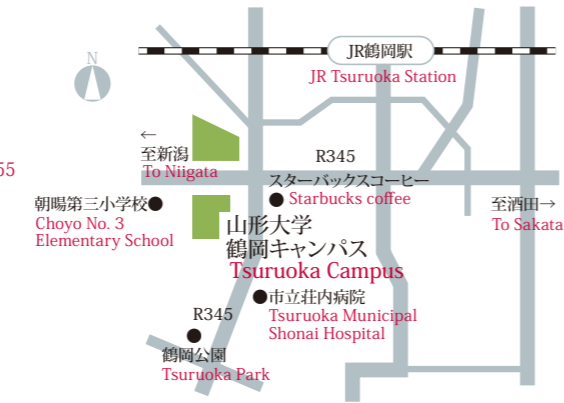 JR鶴岡駅
JR Tsuruoka Station
N
←
至新潟
To Niigata
R345
55
スターバックスコーヒー
Starbucks coffee
朝暘第三小学校
Choyo No. 3
Elementary School
至酒田→
To Sakata
山形大学
鶴岡キャンパス
Tsuruoka Campus
市立荘内病院
Tsuruoka Municipal
Shonai Hospital
R345
鶴岡公園
Tsuruoka Park